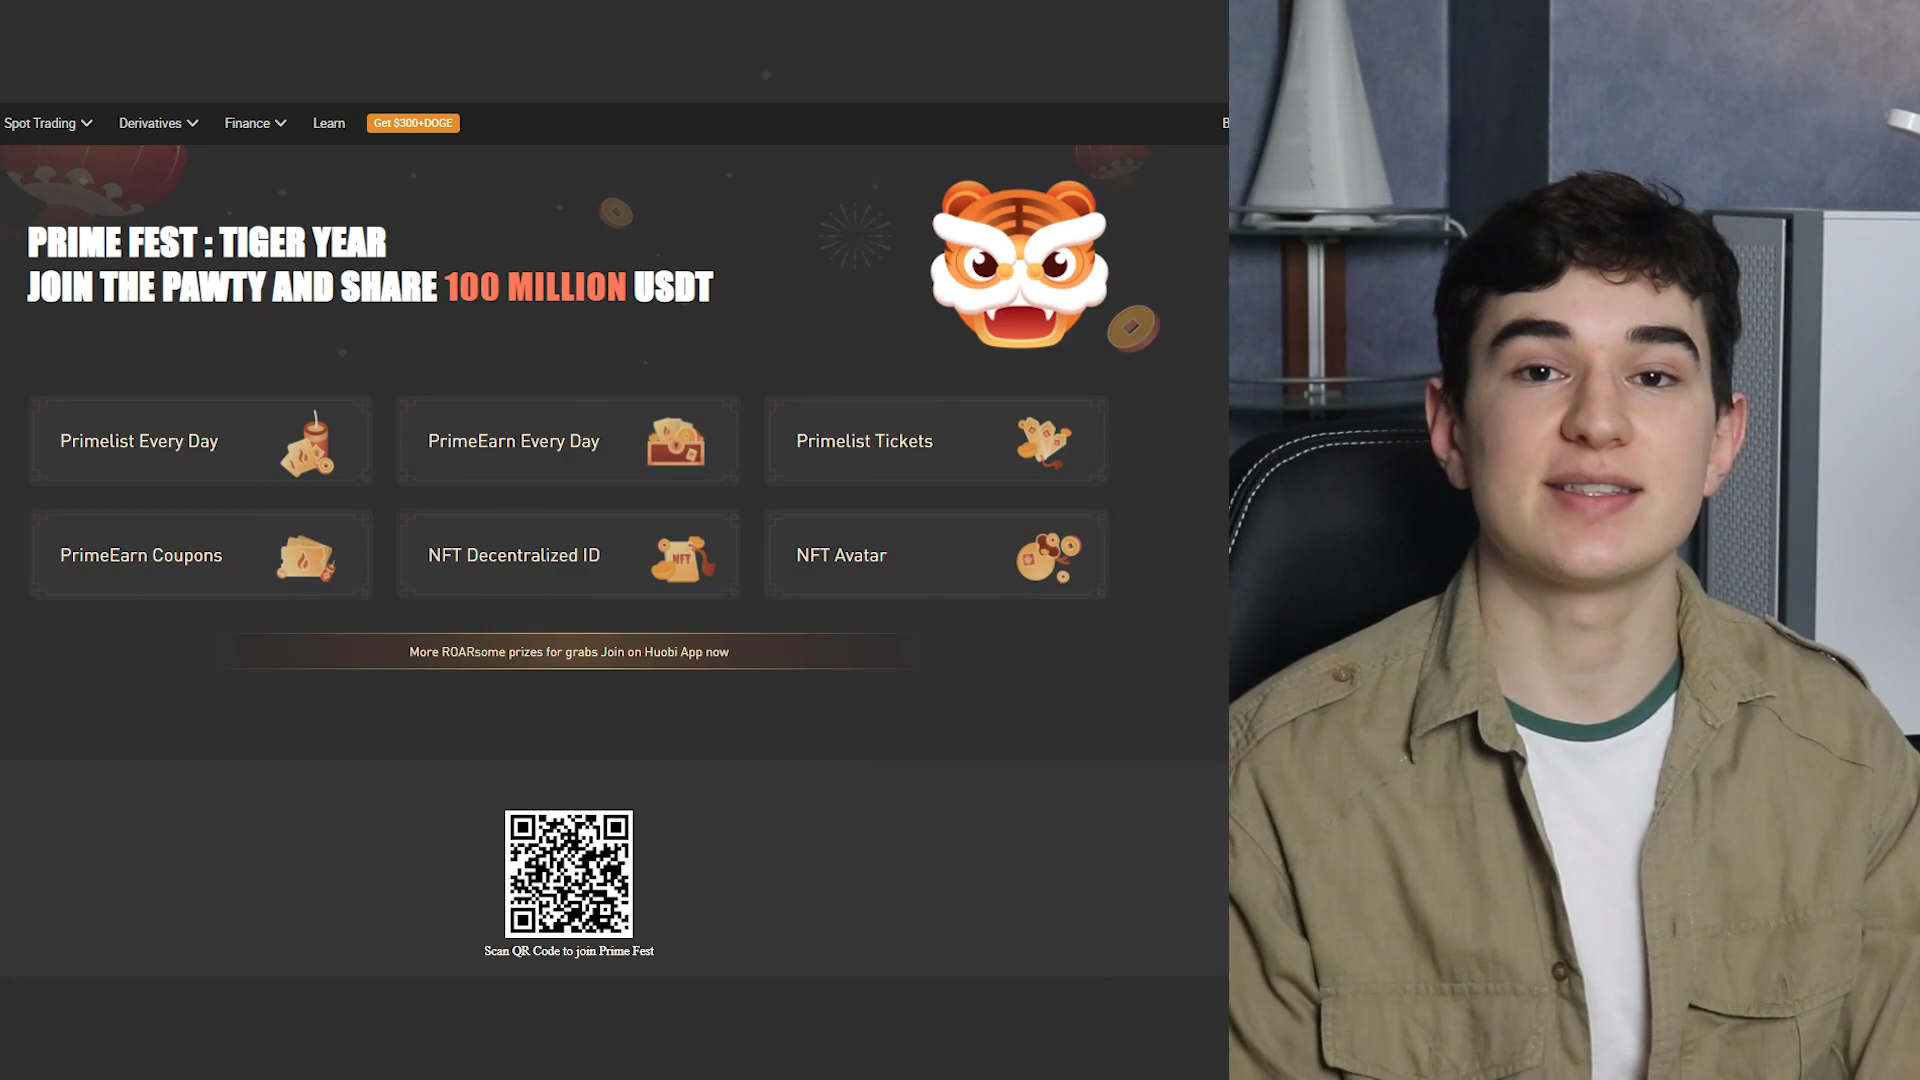 Spot Trading
Derivatives
Finance
Learn
Get $300+DOGE
B
PRIME FEST : TIGER YEAR
JOIN THE PAWTY AND SHARE 100 MILLION USDT
Primelist Every Day
PrimeEarn Every Day
Primelist Tickets
PrimeEarn Coupons
NFT Decentralized ID
NFT
NFT Avatar
More ROARsome prizes for grabs Join on Huobi App now
Scan QR Code to join Prime Fest